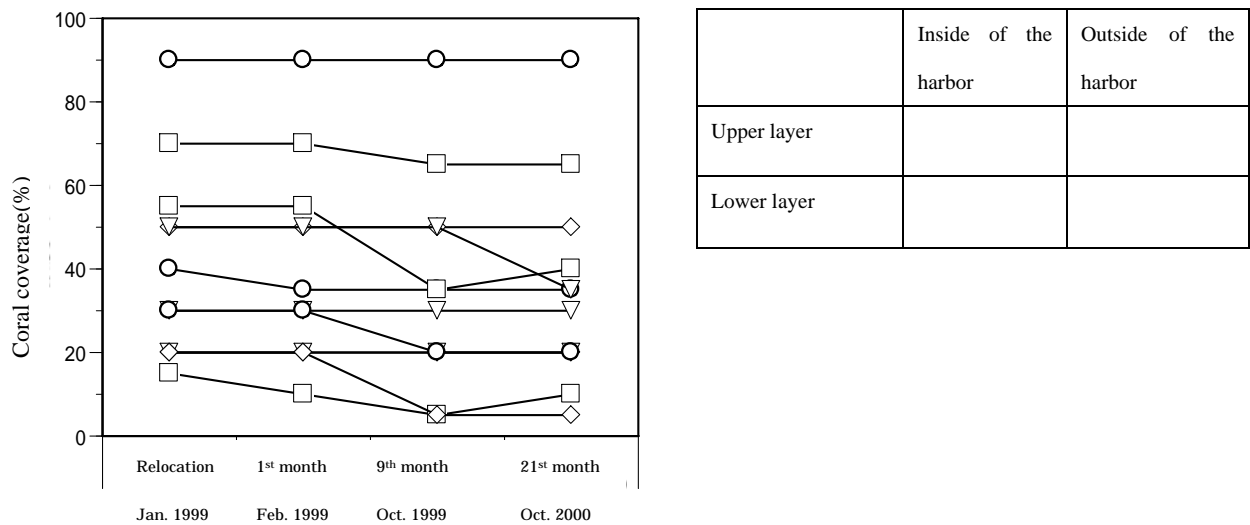 100
80
60
40
20
0
Coral coverage(%)
Relocation 1st month 9th month 21st month
Jan. 1999 Feb. 1999 Oct. 1999 Oct. 2000
Inside of the harbor
Outside of the harbor
Upper layer
Lower layer